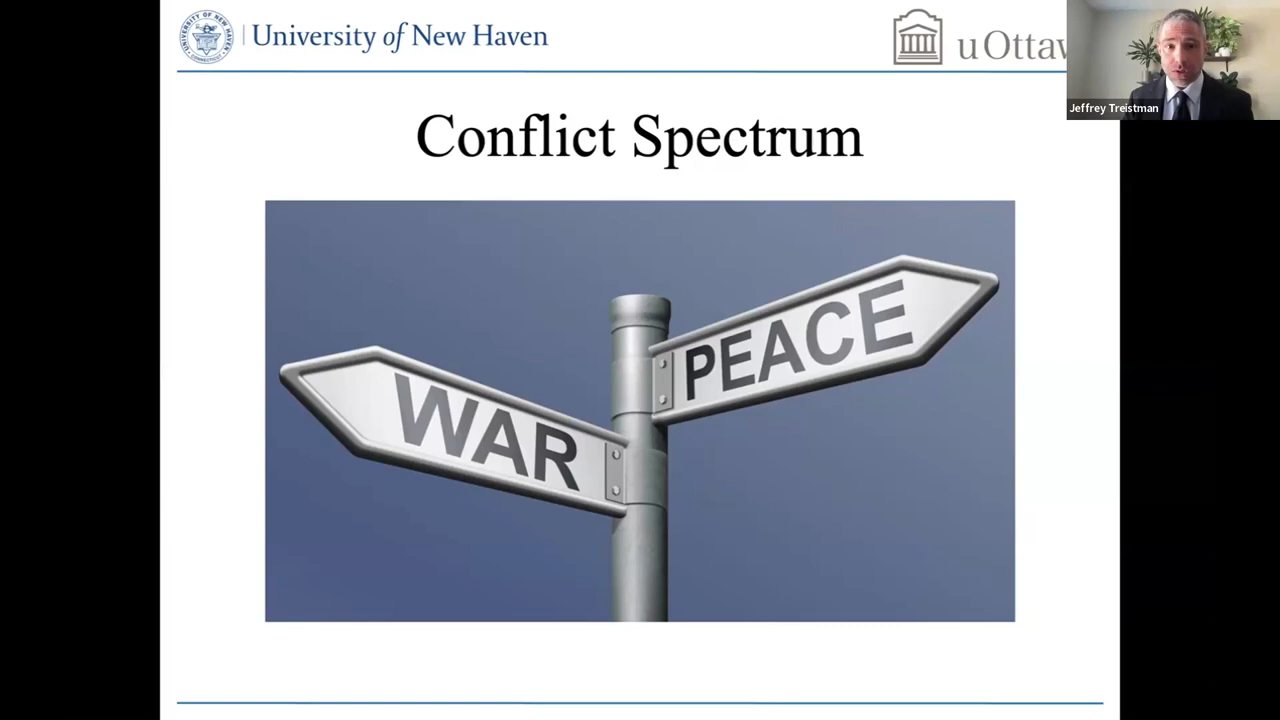 University of New Haven
uOttaw
Jeffrey Treistman
Conflict Spectrum
PEACE
WAR